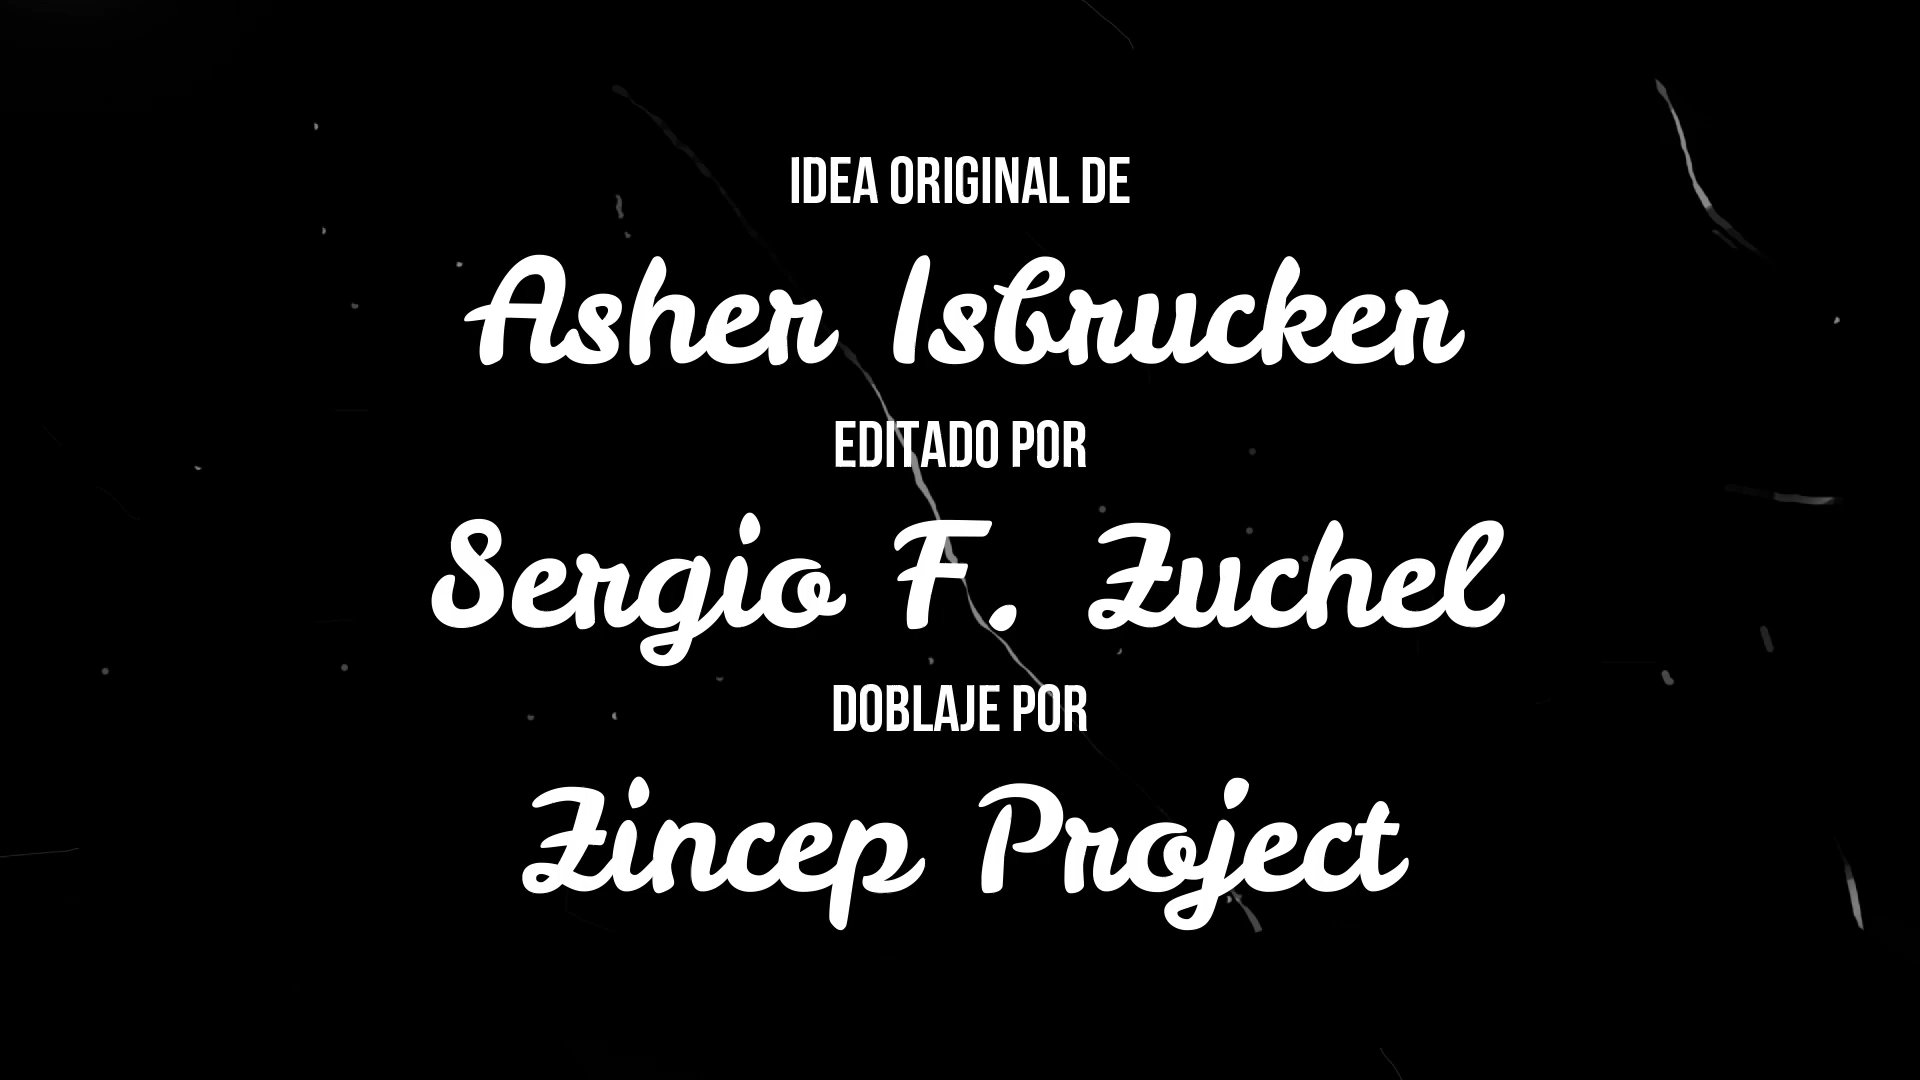 IDEA ORIGINAL DE
Asher Isbrucker
EDITADO POR
Sergio F. Zuchel
DOBLAJE POR
Zincep Project